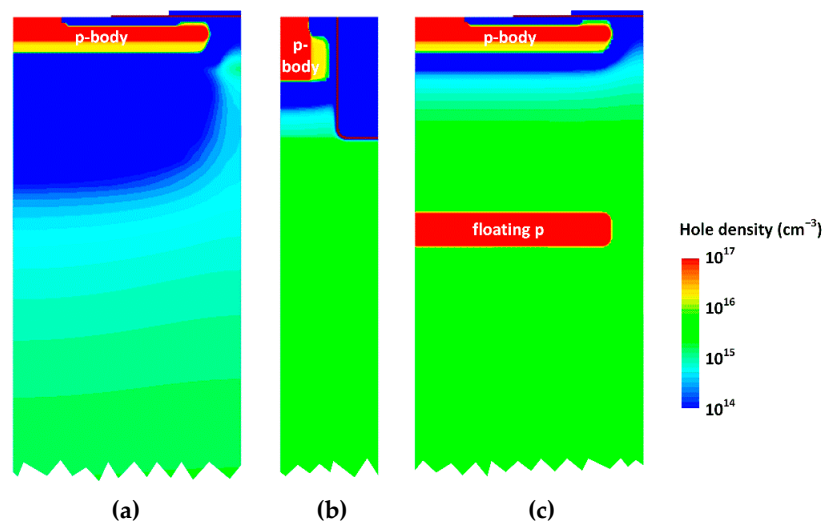 p-body
p-
body
p-body
floating p
Hole density (cm⁻³)
10¹⁷
10¹⁶
10¹⁵
10¹⁴
(a)
(b)
(c)